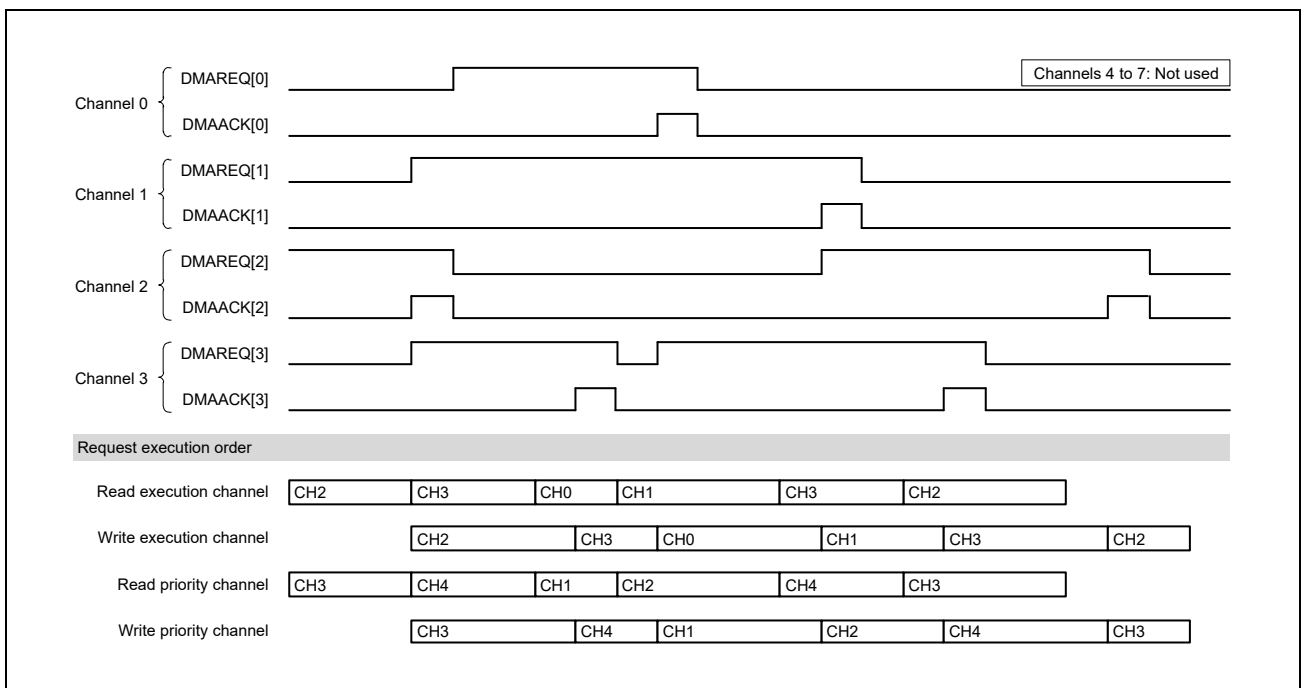 Channels 4 to 7: Not used
Channel 0
DMAREQ[0]
DMAACK[0]
Channel 1
DMAREQ[1]
DMAACK[1]
Channel 2
DMAREQ[2]
DMAACK[2]
Channel 3
DMAREQ[3]
DMAACK[3]
Request execution order
Read execution channel CH2 CH3 CH0 CH1 CH3 CH2
Write execution channel CH2 CH3 CH0 CH1 CH3 CH2
Read priority channel CH3 CH4 CH1 CH2 CH4 CH3
Write priority channel CH3 CH4 CH1 CH2 CH4 CH3